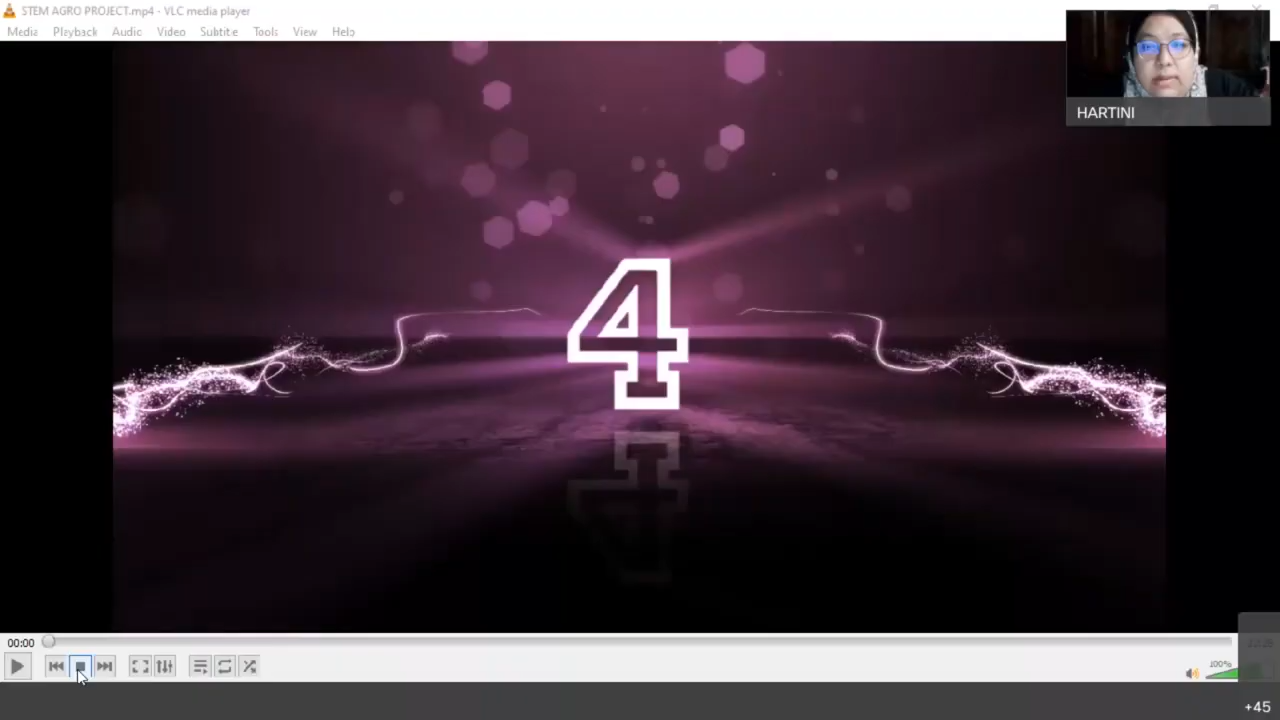 STEM AGRO PROJECT.mp4 - VLC media player
Media Playback Audio Video Subtitle Tools View Help
HARTINI
4
00:00
100%
+45